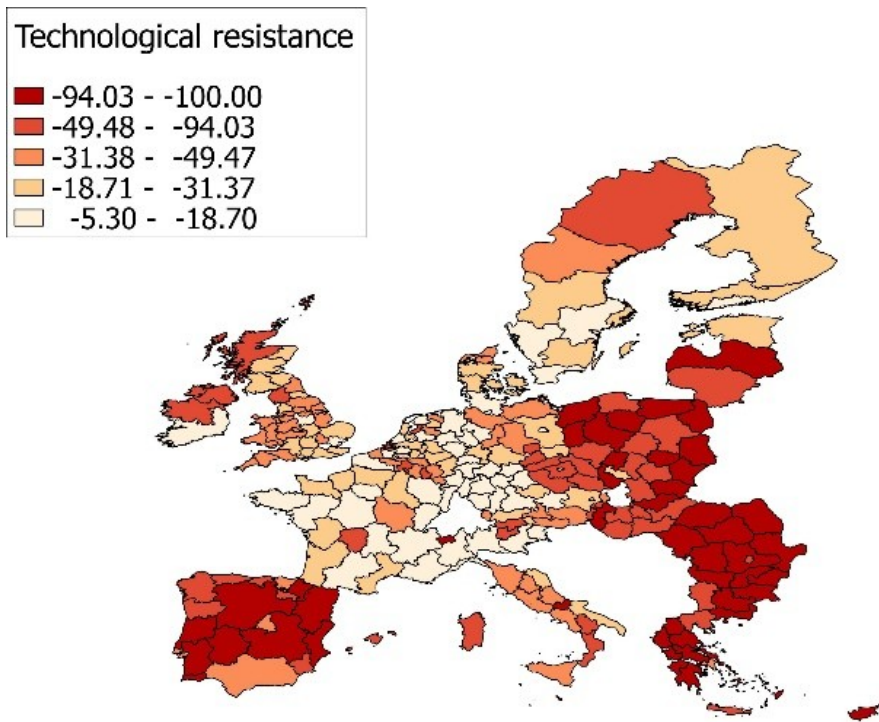 Technological resistance
-94.03 - -100.00
-49.48 - -94.03
-31.38 - -49.47
-18.71 - -31.37
-5.30 - -18.70